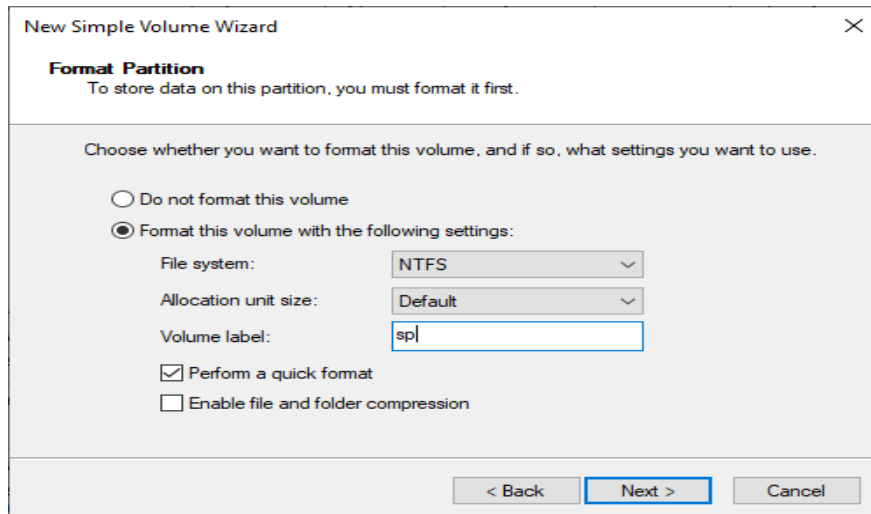 New Simple Volume Wizard
Format Partition
To store data on this partition, you must format it first.
Choose whether you want to format this volume, and if so, what settings you want to use.
Do not format this volume
Format this volume with the following settings:
File system: NTFS
Allocation unit size: Default
Volume label: sp
Perform a quick format
Enable file and folder compression
< Back Next > Cancel